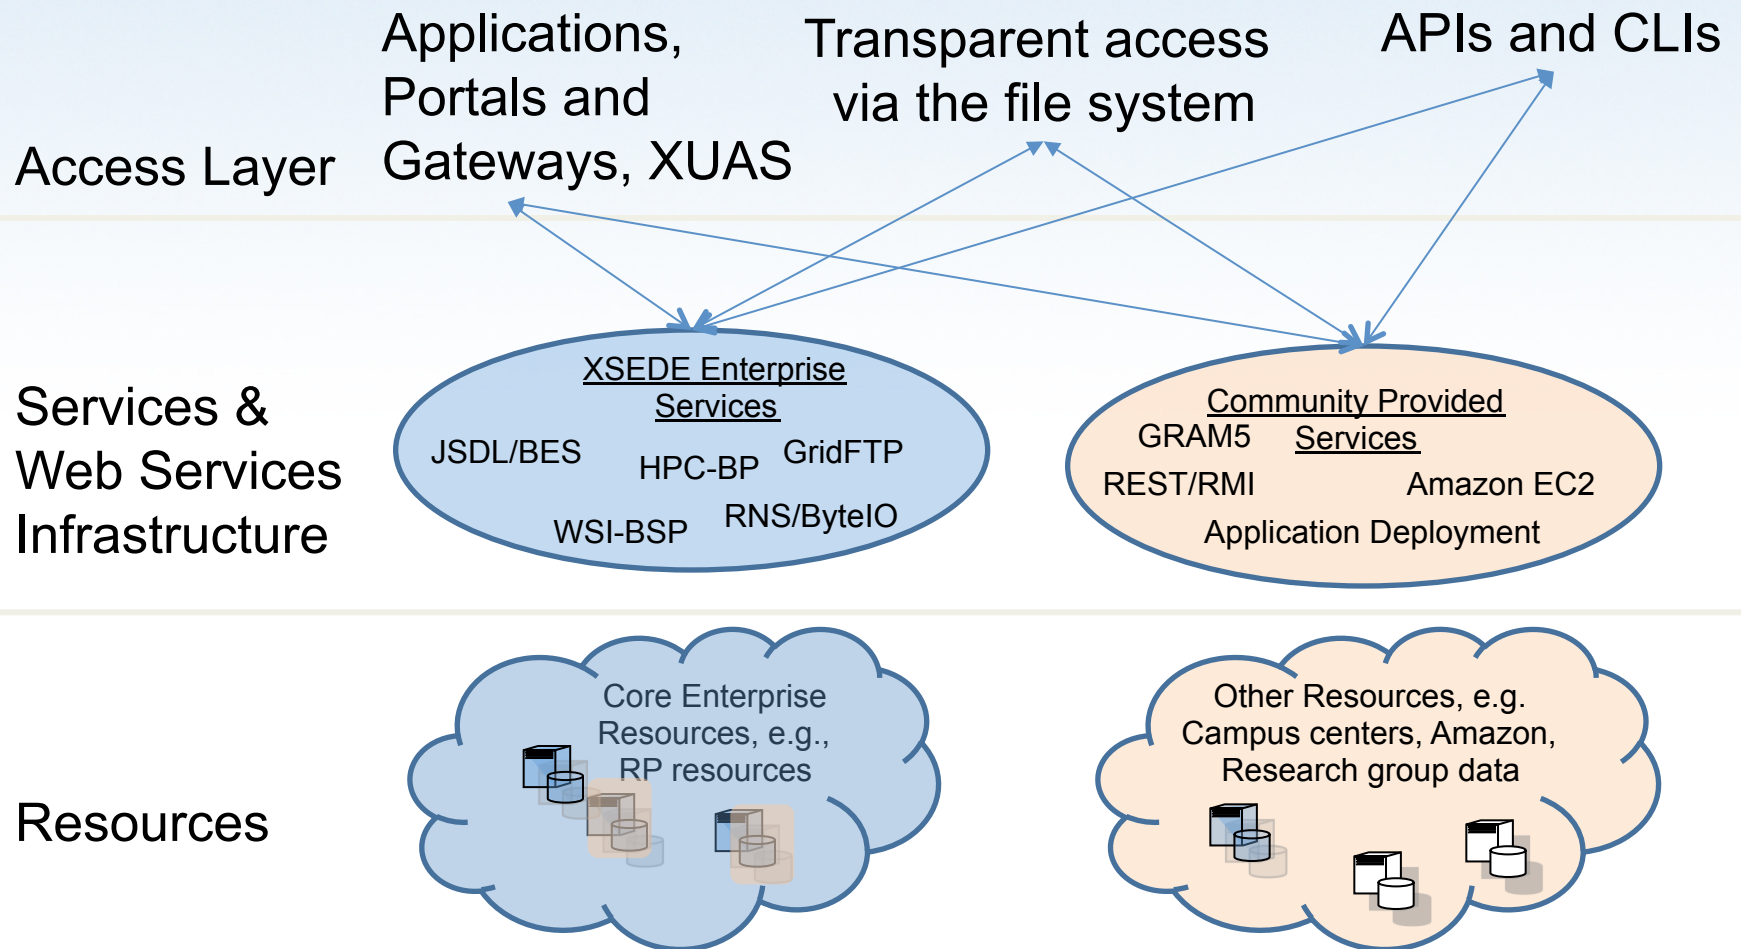 Applications,
Portals and
Gateways, XUAS
Transparent access
via the file system
APIs and CLIs
Access Layer
Services &
Web Services
Infrastructure
XSEDE Enterprise
Services
JSDL/BES
HPC-BP
GridFTP
WSI-BSP
RNS/ByteIO
Community Provided
Services
GRAM5
REST/RMI
Amazon EC2
Application Deployment
Resources
Core Enterprise
Resources, e.g.,
RP resources
Other Resources, e.g.
Campus centers, Amazon,
Research group data